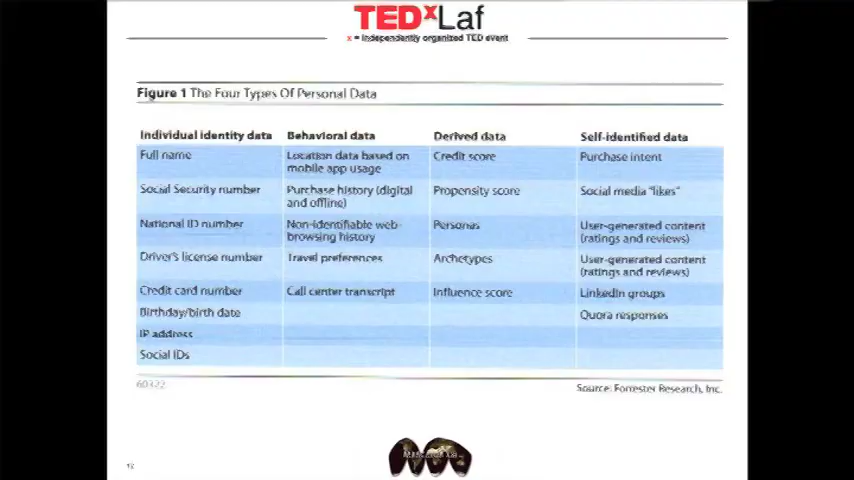 TEDxLaf
x = independently organized TED event
Figure 1 The Four Types Of Personal Data
Individual identity data Behavioral data Derived data Self-identified data
Full name Location data based on mobile app usage Credit score Purchase intent
Social Security number Purchase history (digital and offline) Propensity score Social media "likes"
National ID number Non-identifiable web-browsing history Personas User-generated content (ratings and reviews)
Driver's license number Travel preferences Archetypes User-generated content (ratings and reviews)
Credit card number Call center transcript Influence score LinkedIn groups
Birthday/birth date Quora responses
IP address
Social IDs
60322
Source: Forrester Research, Inc.